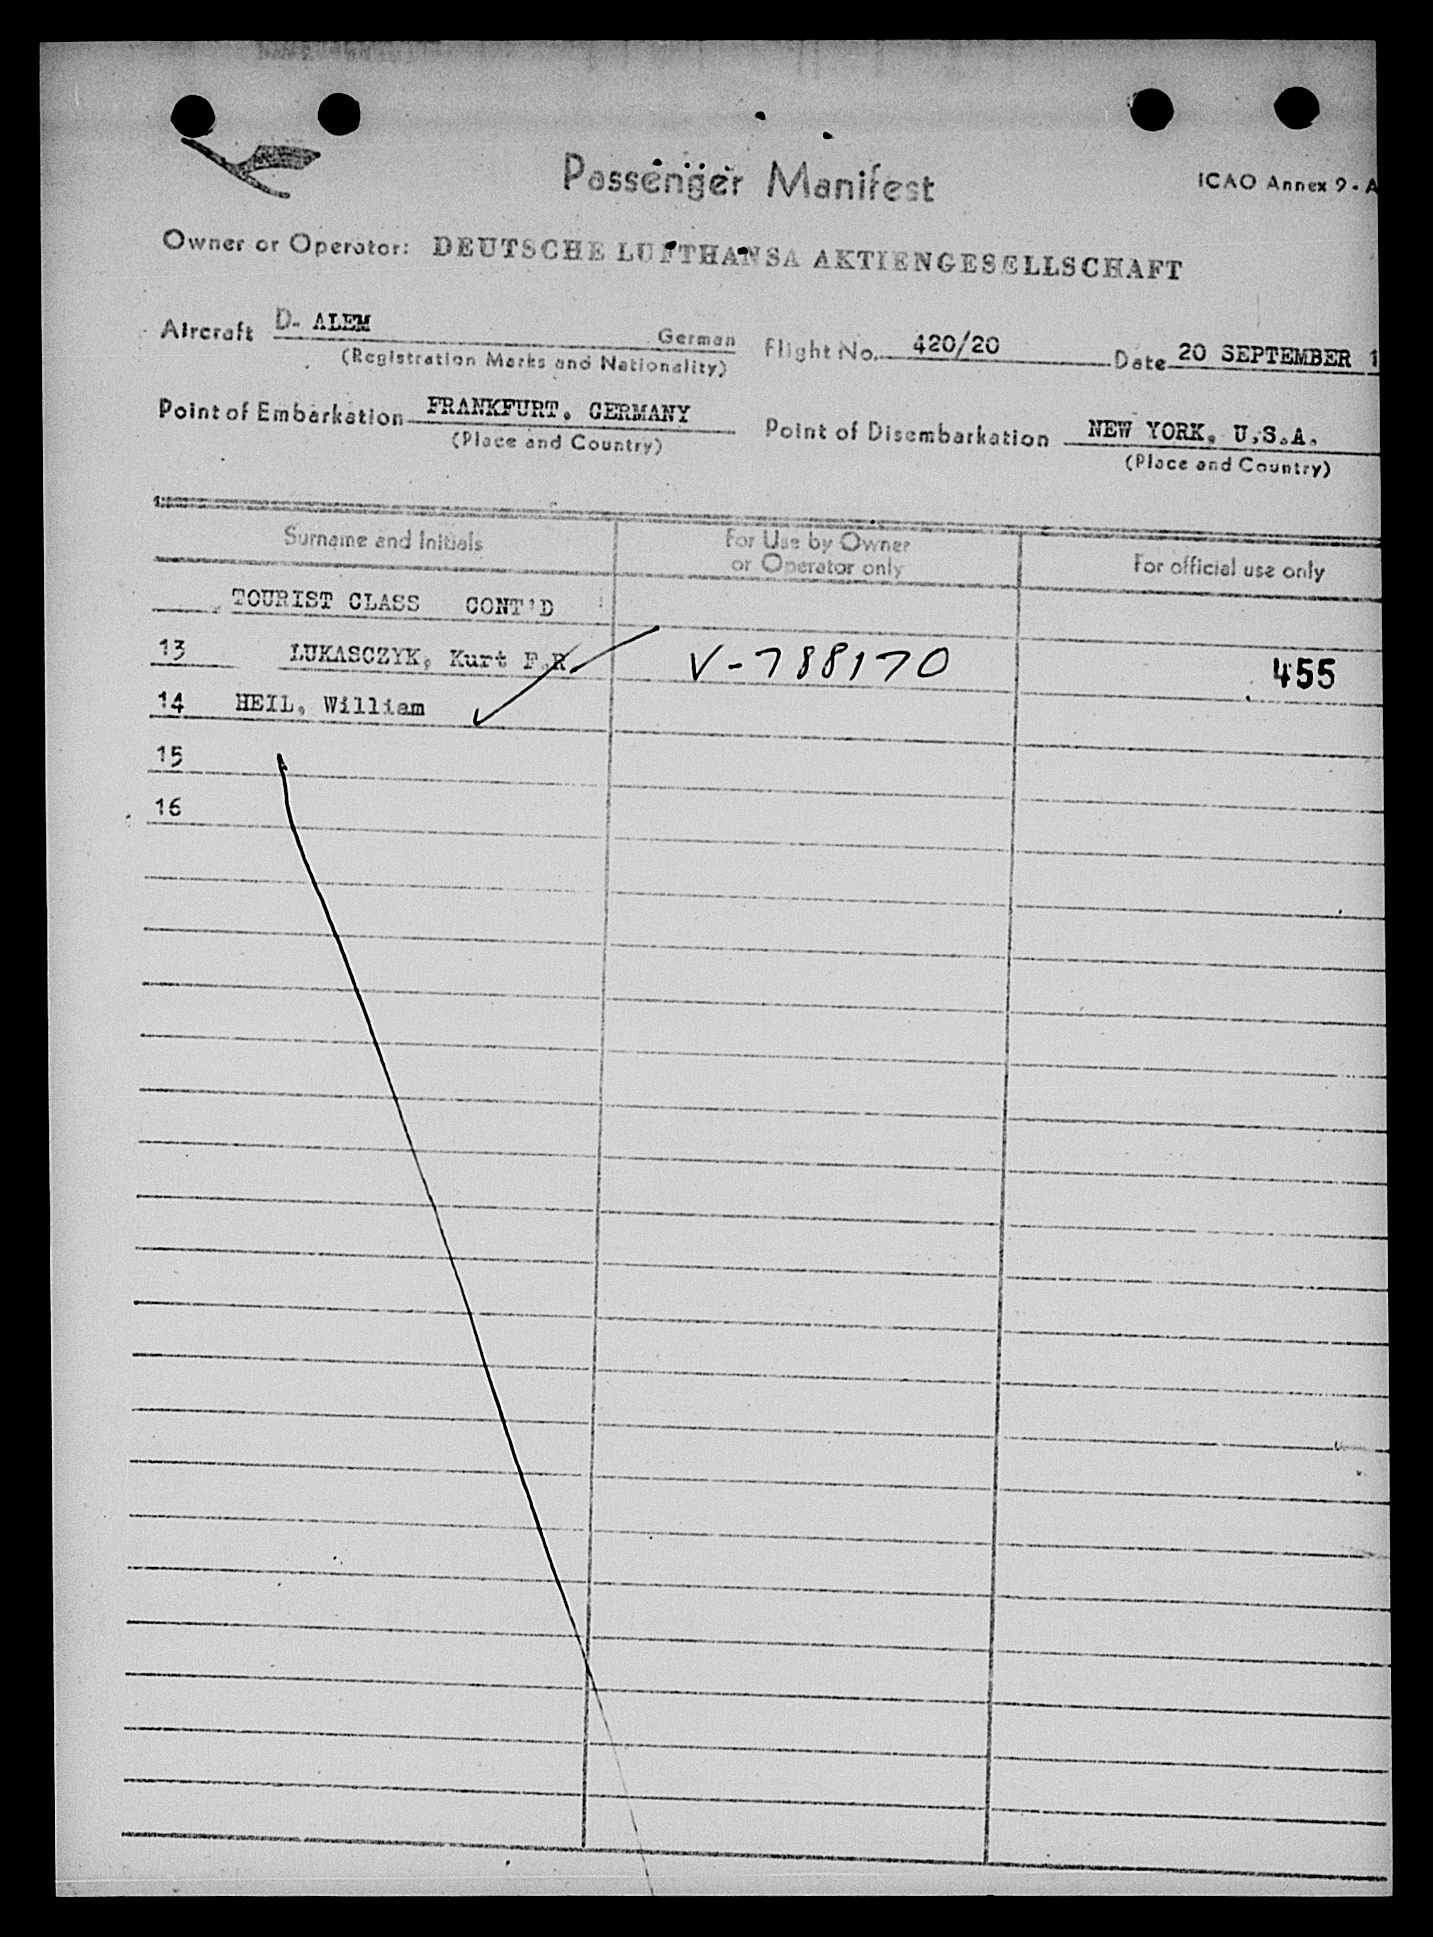 Passenger Manifest
ICAO Annex 9 - A
Owner or Operator: DEUTSCHE LUFTHANSA AKTIENGESELLSCHAFT
Aircraft D- ALEM German Flight No. 420/20 Date 20 SEPTEMBER 1
(Registration Marks and Nationality)
Point of Embarkation FRANKFURT, GERMANY Point of Disembarkation NEW YORK, U.S.A.
(Place and Country) (Place and Country)
Surname and Initials For Use by Owner or Operator only For official use only
TOURIST CLASS CONT'D
13 LUKASCZYK, Kurt F.R. V-788170 455
14 HEIL, William
15
16